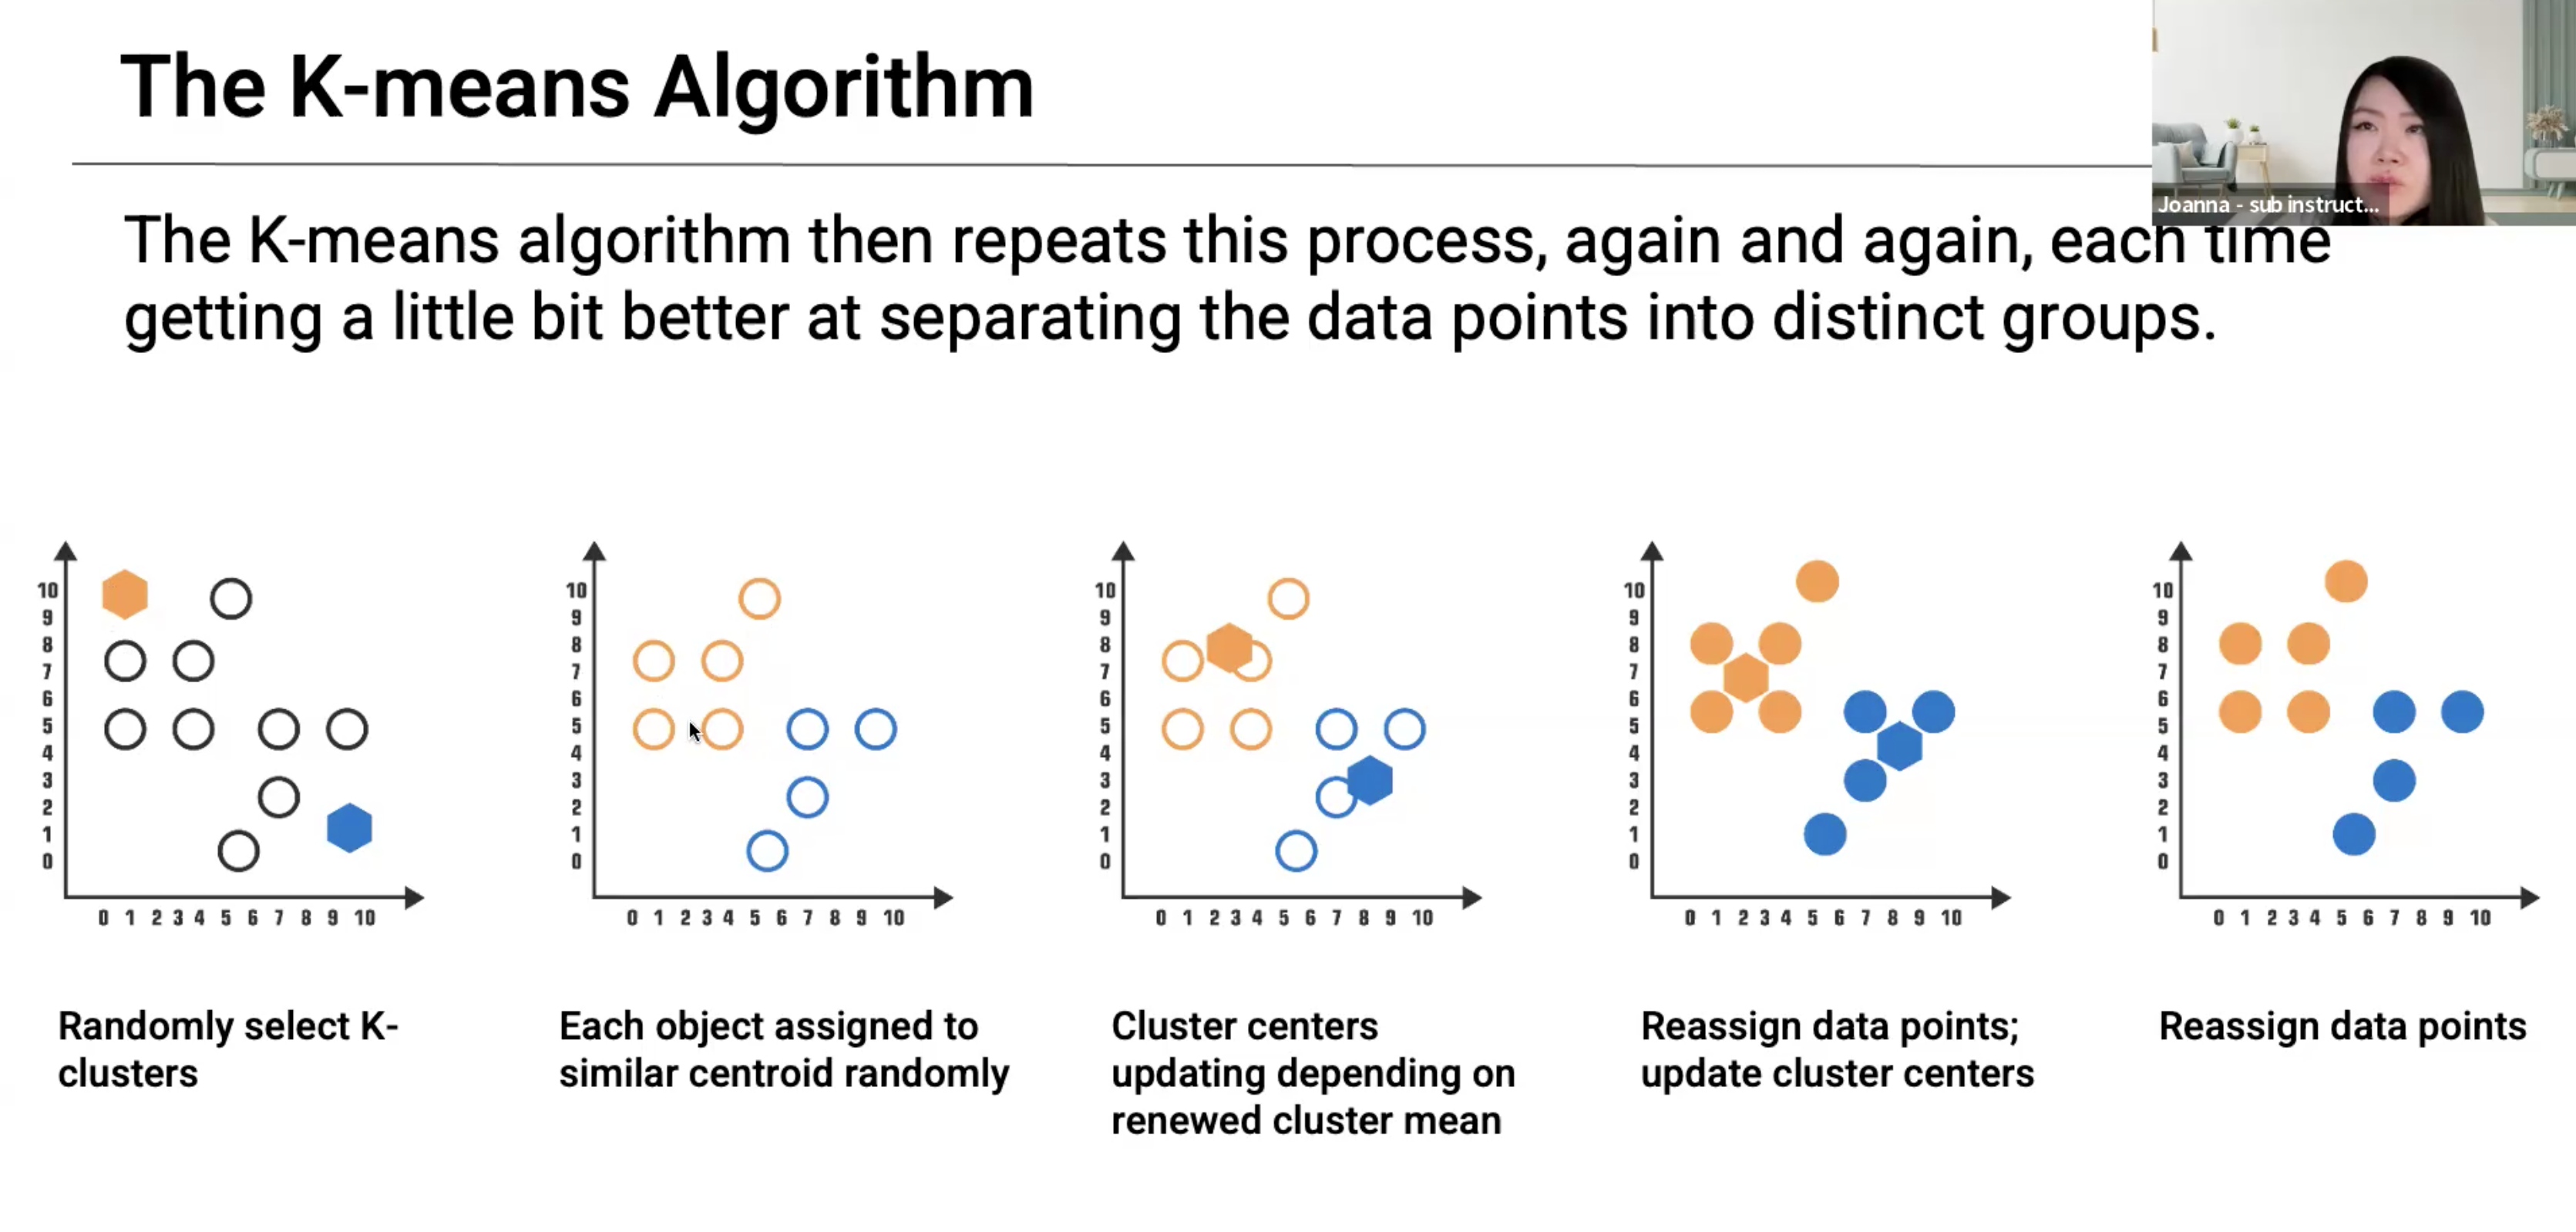 The K-means Algorithm
Joanna - sub instruct...
The K-means algorithm then repeats this process, again and again, each time
getting a little bit better at separating the data points into distinct groups.
10
9
8
7
6
5
4
3
2
1
0
0 1 2 3 4 5 6 7 8 9 10
10
9
8
7
6
5
4
3
2
1
0
0 1 2 3 4 5 6 7 8 9 10
10
9
8
7
6
5
4
3
2
1
0
0 1 2 3 4 5 6 7 8 9 10
10
9
8
7
6
5
4
3
2
1
0
0 1 2 3 4 5 6 7 8 9 10
10
9
8
7
6
5
4
3
2
1
0
0 1 2 3 4 5 6 7 8 9 10
Randomly select K-
clusters
Each object assigned to
similar centroid randomly
Cluster centers
updating depending on
renewed cluster mean
Reassign data points;
update cluster centers
Reassign data points